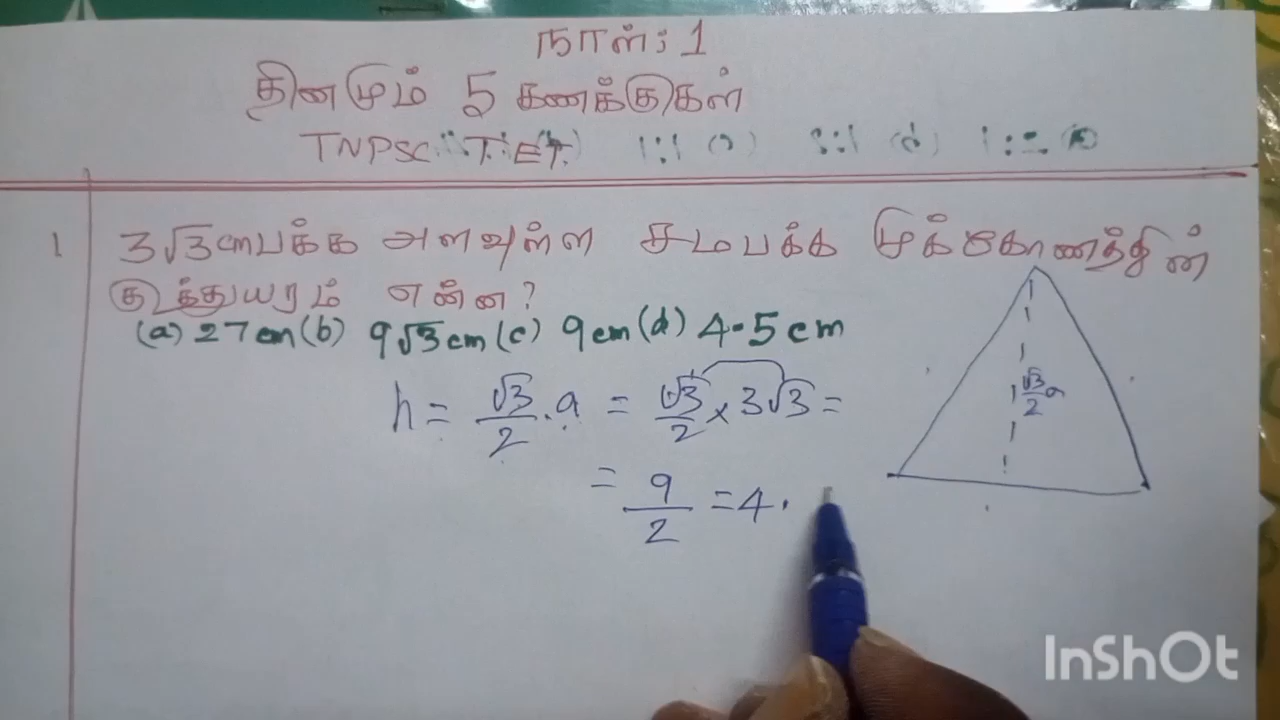 நாள்: 1
தினமும் 5 கணக்குகள்
TNPSC TET
1 3√3 cm பக்க அளவுள்ள சமபக்க முக்கோணத்தின்
குத்துயரம் என்ன?
(a) 27 cm (b) 9√3 cm (c) 9 cm (d) 4.5 cm
h = √3/2 . a = √3/2 × 3√3 =
= 9/2 = 4.
√3/2 a
InShOt